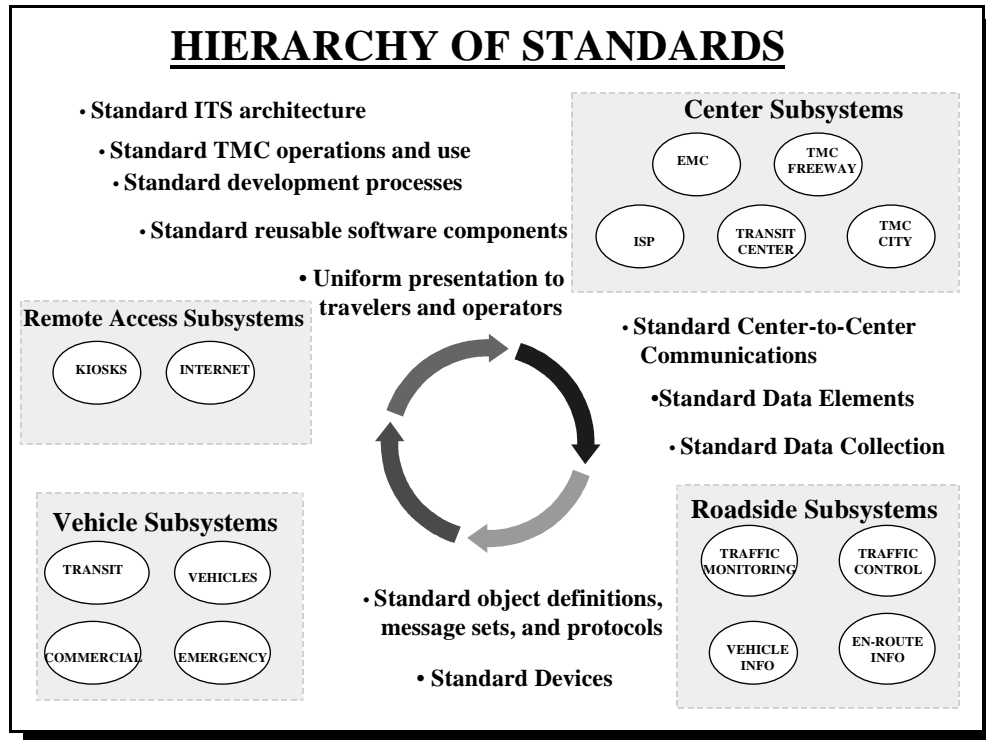 HIERARCHY OF STANDARDS
• Standard ITS architecture
• Standard TMC operations and use
• Standard development processes
• Standard reusable software components
• Uniform presentation to
travelers and operators
Center Subsystems
EMC
TMC
FREEWAY
ISP
TRANSIT
CENTER
TMC
CITY
Remote Access Subsystems
KIOSKS
INTERNET
• Standard Center-to-Center
Communications
•Standard Data Elements
• Standard Data Collection
Vehicle Subsystems
TRANSIT
VEHICLES
COMMERCIAL
EMERGENCY
• Standard object definitions,
message sets, and protocols
• Standard Devices
Roadside Subsystems
TRAFFIC
MONITORING
TRAFFIC
CONTROL
VEHICLE
INFO
EN-ROUTE
INFO